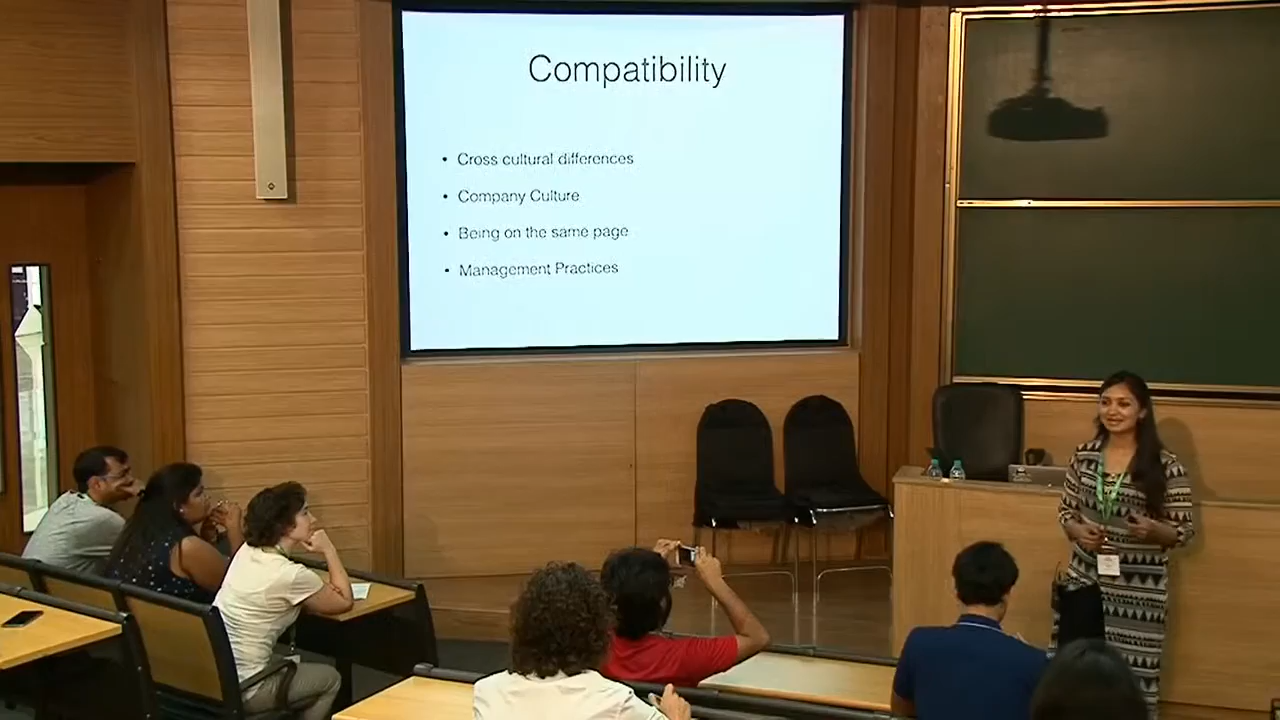 Compatibility
• Cross cultural differences
• Company Culture
• Being on the same page
• Management Practices